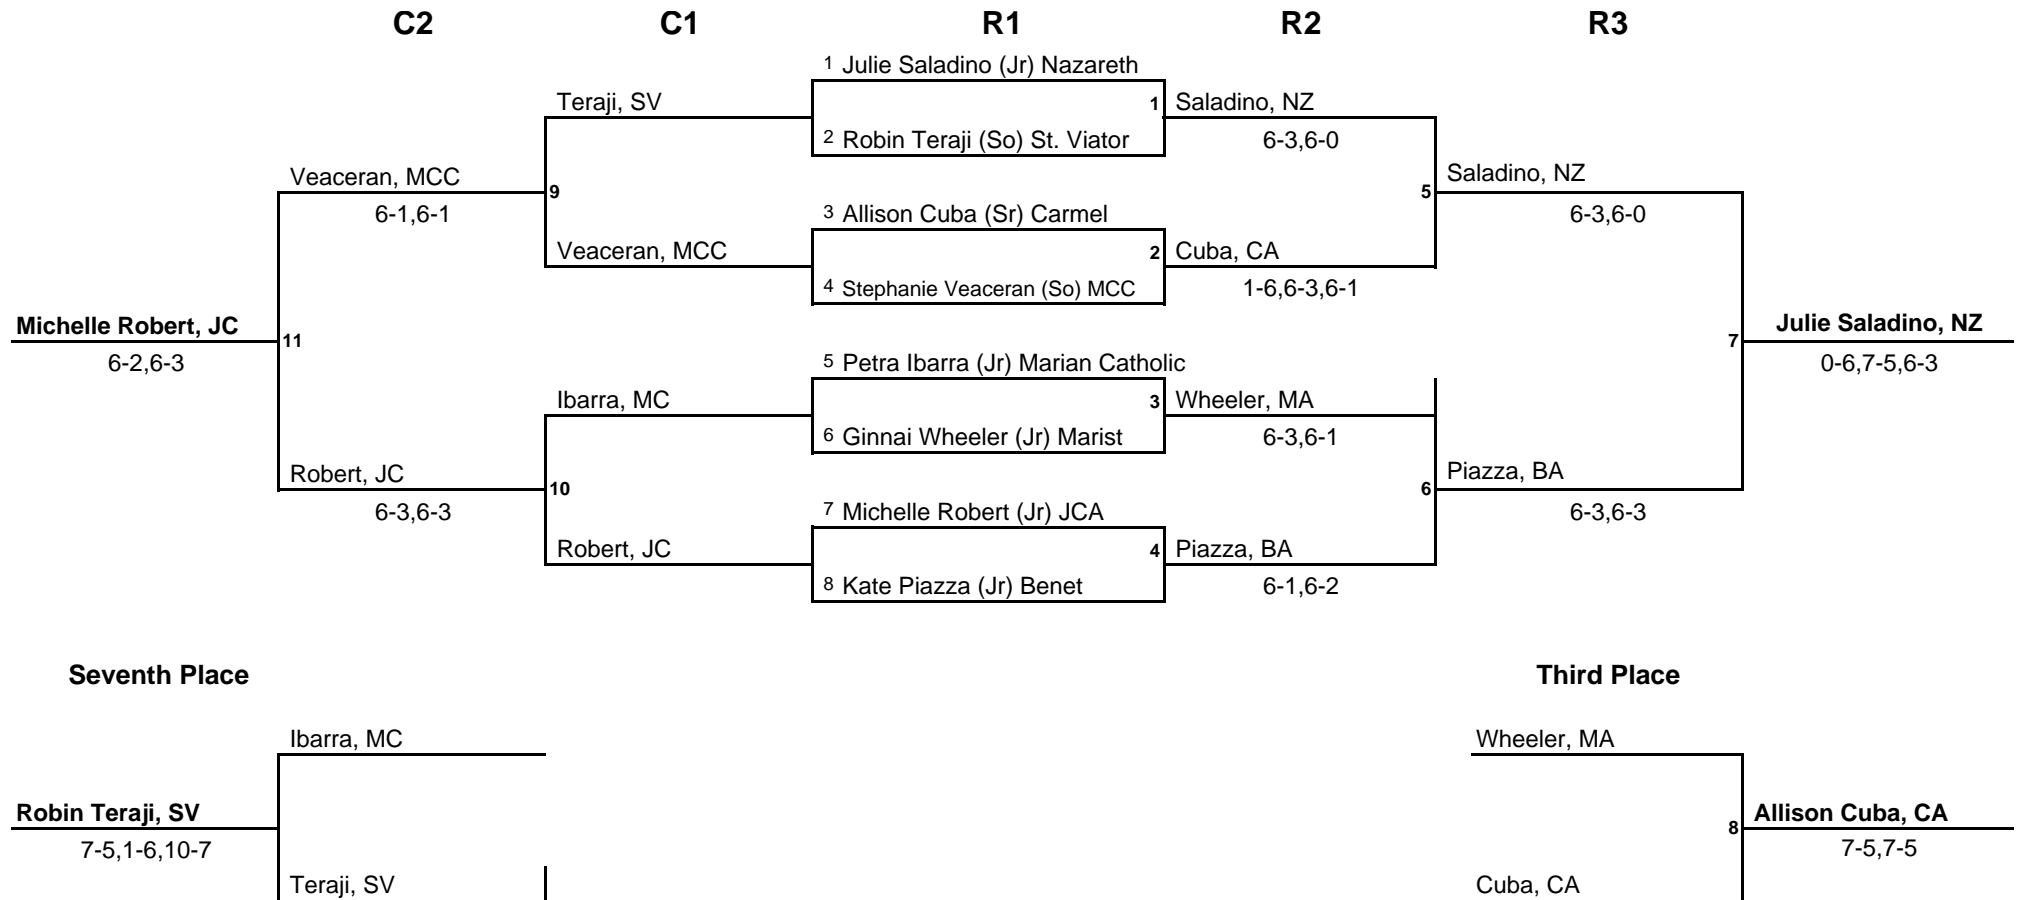 C2 C1 R1 R2 R3
1 Julie Saladino (Jr) Nazareth
Teraji, SV 1 Saladino, NZ
2 Robin Teraji (So) St. Viator 6-3,6-0
Veaceran, MCC Saladino, NZ
9 5
6-1,6-1 3 Allison Cuba (Sr) Carmel 6-3,6-0
Veaceran, MCC 2 Cuba, CA
4 Stephanie Veaceran (So) MCC 1-6,6-3,6-1
Michelle Robert, JC Julie Saladino, NZ
11 7
6-2,6-3 5 Petra Ibarra (Jr) Marian Catholic 0-6,7-5,6-3
Ibarra, MC 3 Wheeler, MA
6 Ginnai Wheeler (Jr) Marist 6-3,6-1
Robert, JC Piazza, BA
10 6
6-3,6-3 7 Michelle Robert (Jr) JCA 6-3,6-3
Robert, JC 4 Piazza, BA
8 Kate Piazza (Jr) Benet 6-1,6-2
Seventh Place Third Place
Ibarra, MC Wheeler, MA
Robin Teraji, SV Allison Cuba, CA
8
7-5,1-6,10-7 7-5,7-5
Teraji, SV Cuba, CA